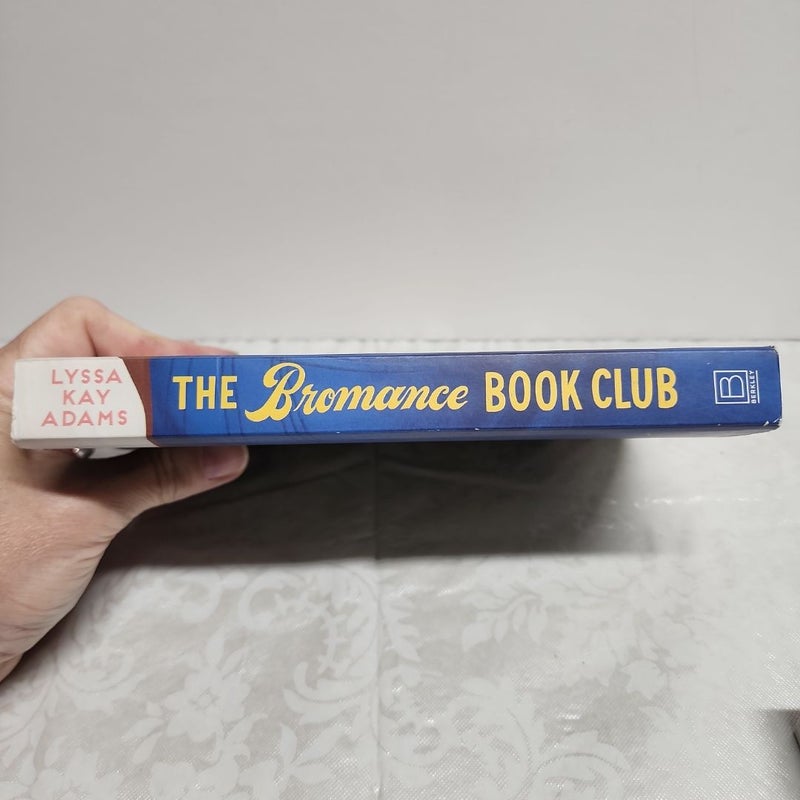 LYSSA
KAY
ADAMS
THE Bromance BOOK CLUB
B
BERKLEY